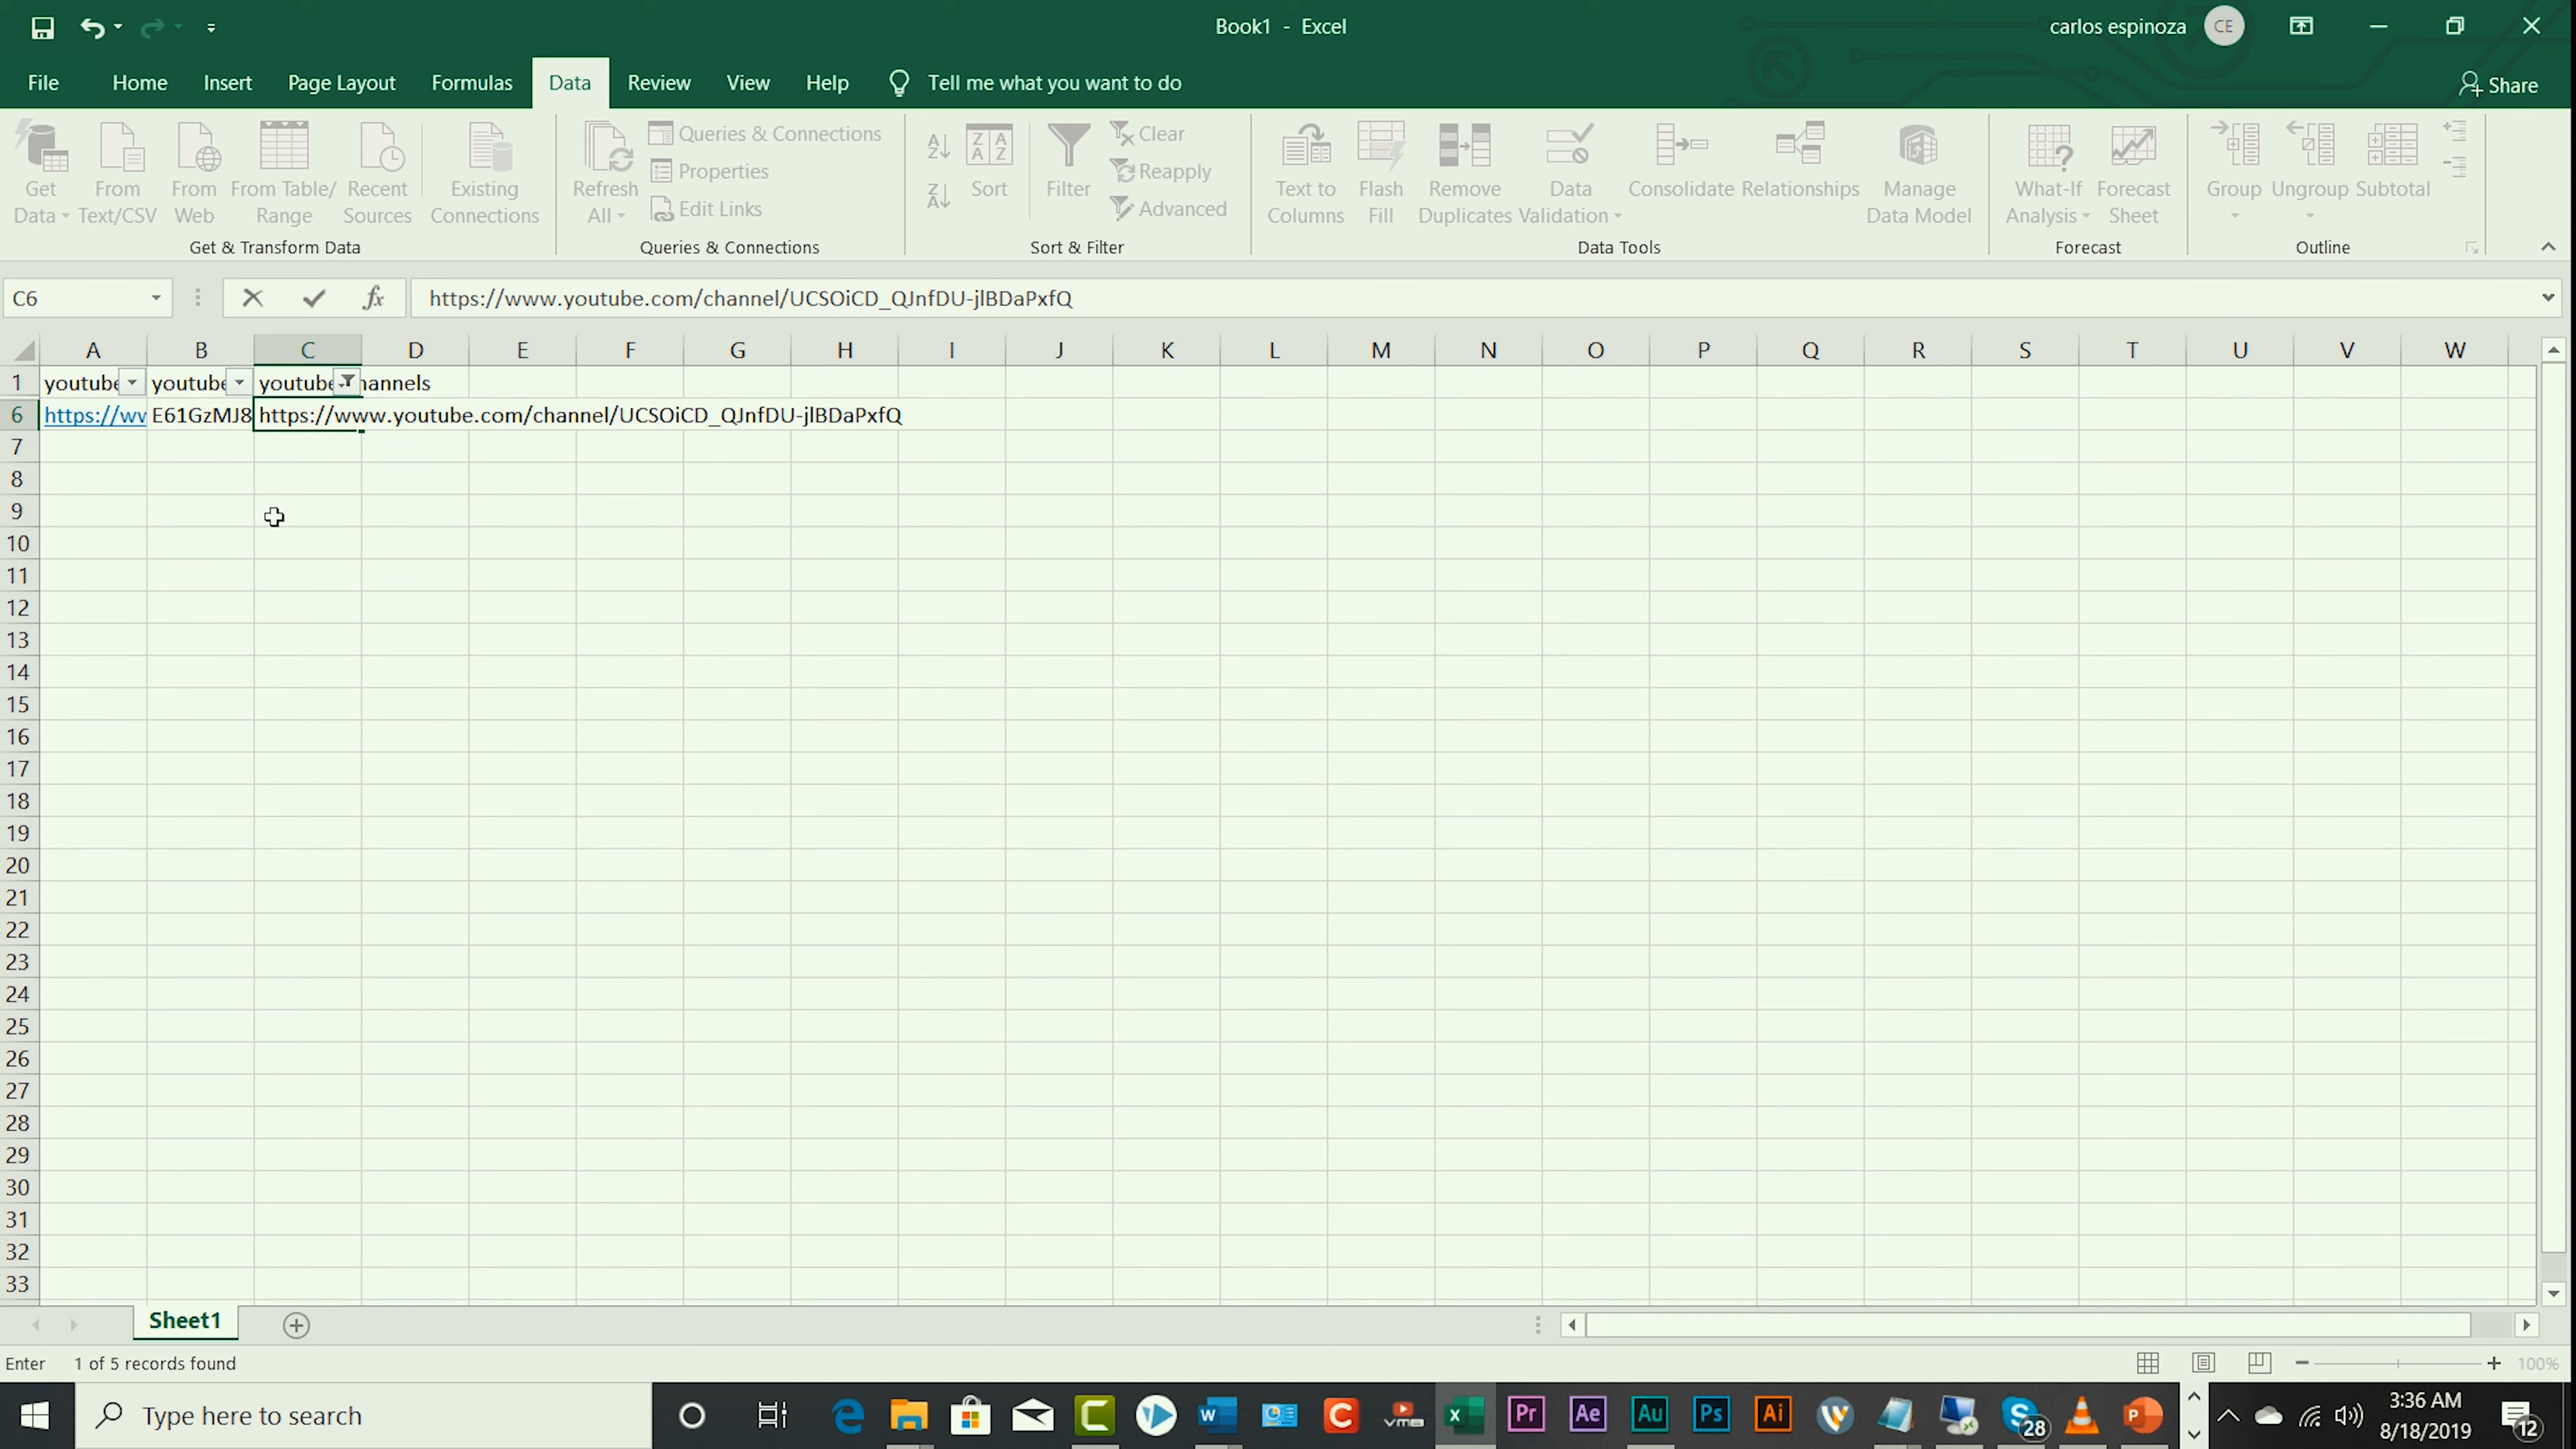 Book1 - Excel
carlos espinoza CE
File Home Insert Page Layout Formulas Data Review View Help Tell me what you want to do Share
Get Data
From Text/CSV
From Web
From Table/ Range
Recent Sources
Existing Connections
Get & Transform Data
Refresh All
Queries & Connections
Properties
Edit Links
Queries & Connections
Sort
Filter
Clear
Reapply
Advanced
Sort & Filter
Text to Columns
Flash Fill
Remove Duplicates
Data Validation
Consolidate
Relationships
Manage Data Model
Data Tools
What-If Analysis
Forecast Sheet
Forecast
Group
Ungroup
Subtotal
Outline
C6 fx https://www.youtube.com/channel/UCSOiCD_QJnfDU-jlBDaPxfQ
A B C D E F G H I J K L M N O P Q R S T U V W
1 youtube youtube youtube hannels
6 https://wv E61GzMJ8 https://www.youtube.com/channel/UCSOiCD_QJnfDU-jlBDaPxfQ
7
8
9
10
11
12
13
14
15
16
17
18
19
20
21
22
23
24
25
26
27
28
29
30
31
32
33
Sheet1
Enter 1 of 5 records found 100%
Type here to search
28
3:36 AM
8/18/2019
12